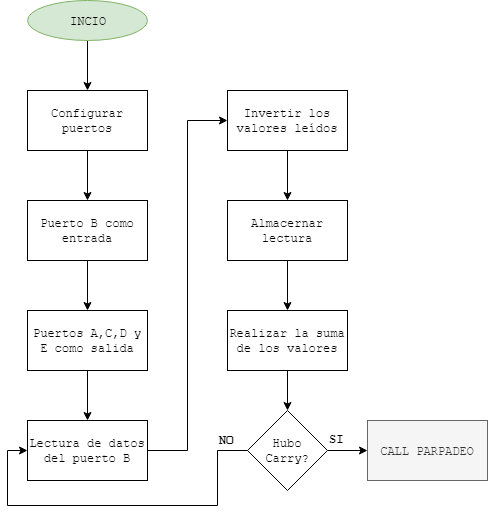 INCIO
Configurar
puertos
Puerto B como
entrada
Puertos A,C,D y
E como salida
Lectura de datos
del puerto B
Invertir los
valores leídos
Almacernar
lectura
Realizar la suma
de los valores
Hubo
Carry?
NO
SI
CALL PARPADEO